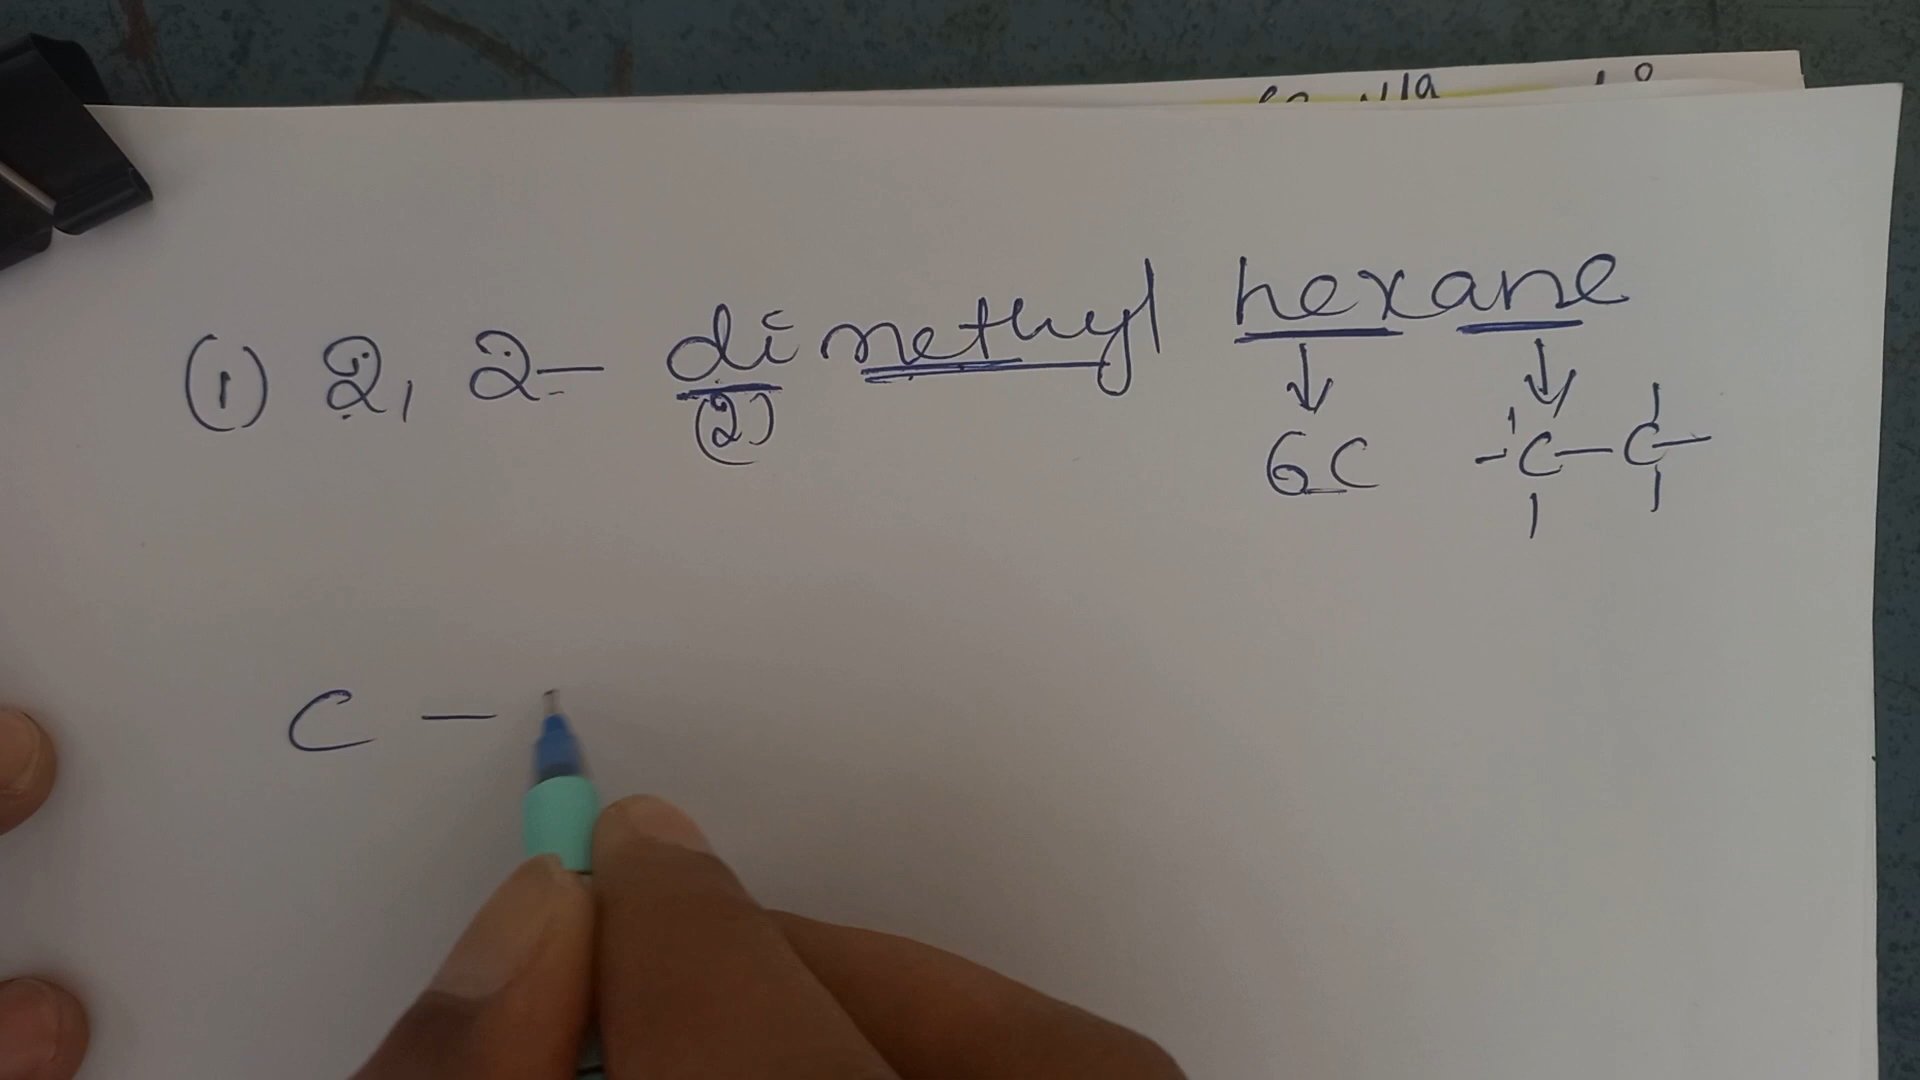 (1) 2, 2- dimethyl hexane
(2) 6C -C-C-
C -